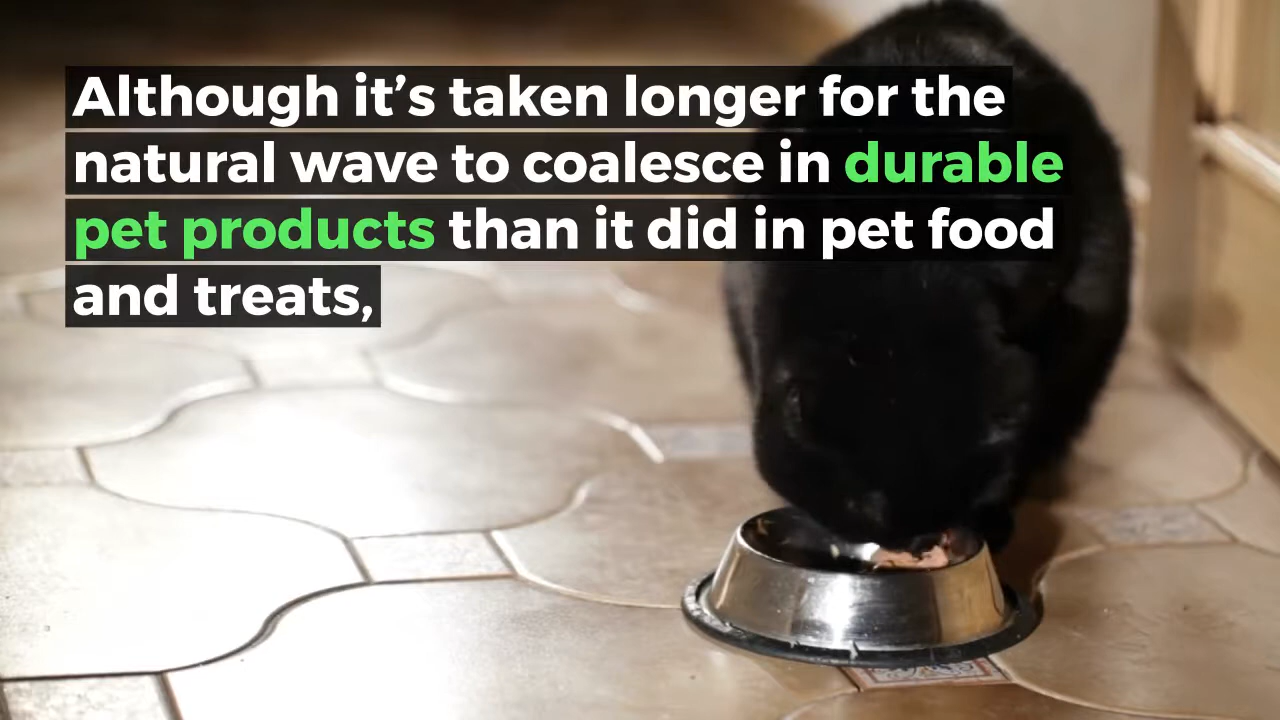 Although it’s taken longer for the
natural wave to coalesce in durable
pet products than it did in pet food
and treats,